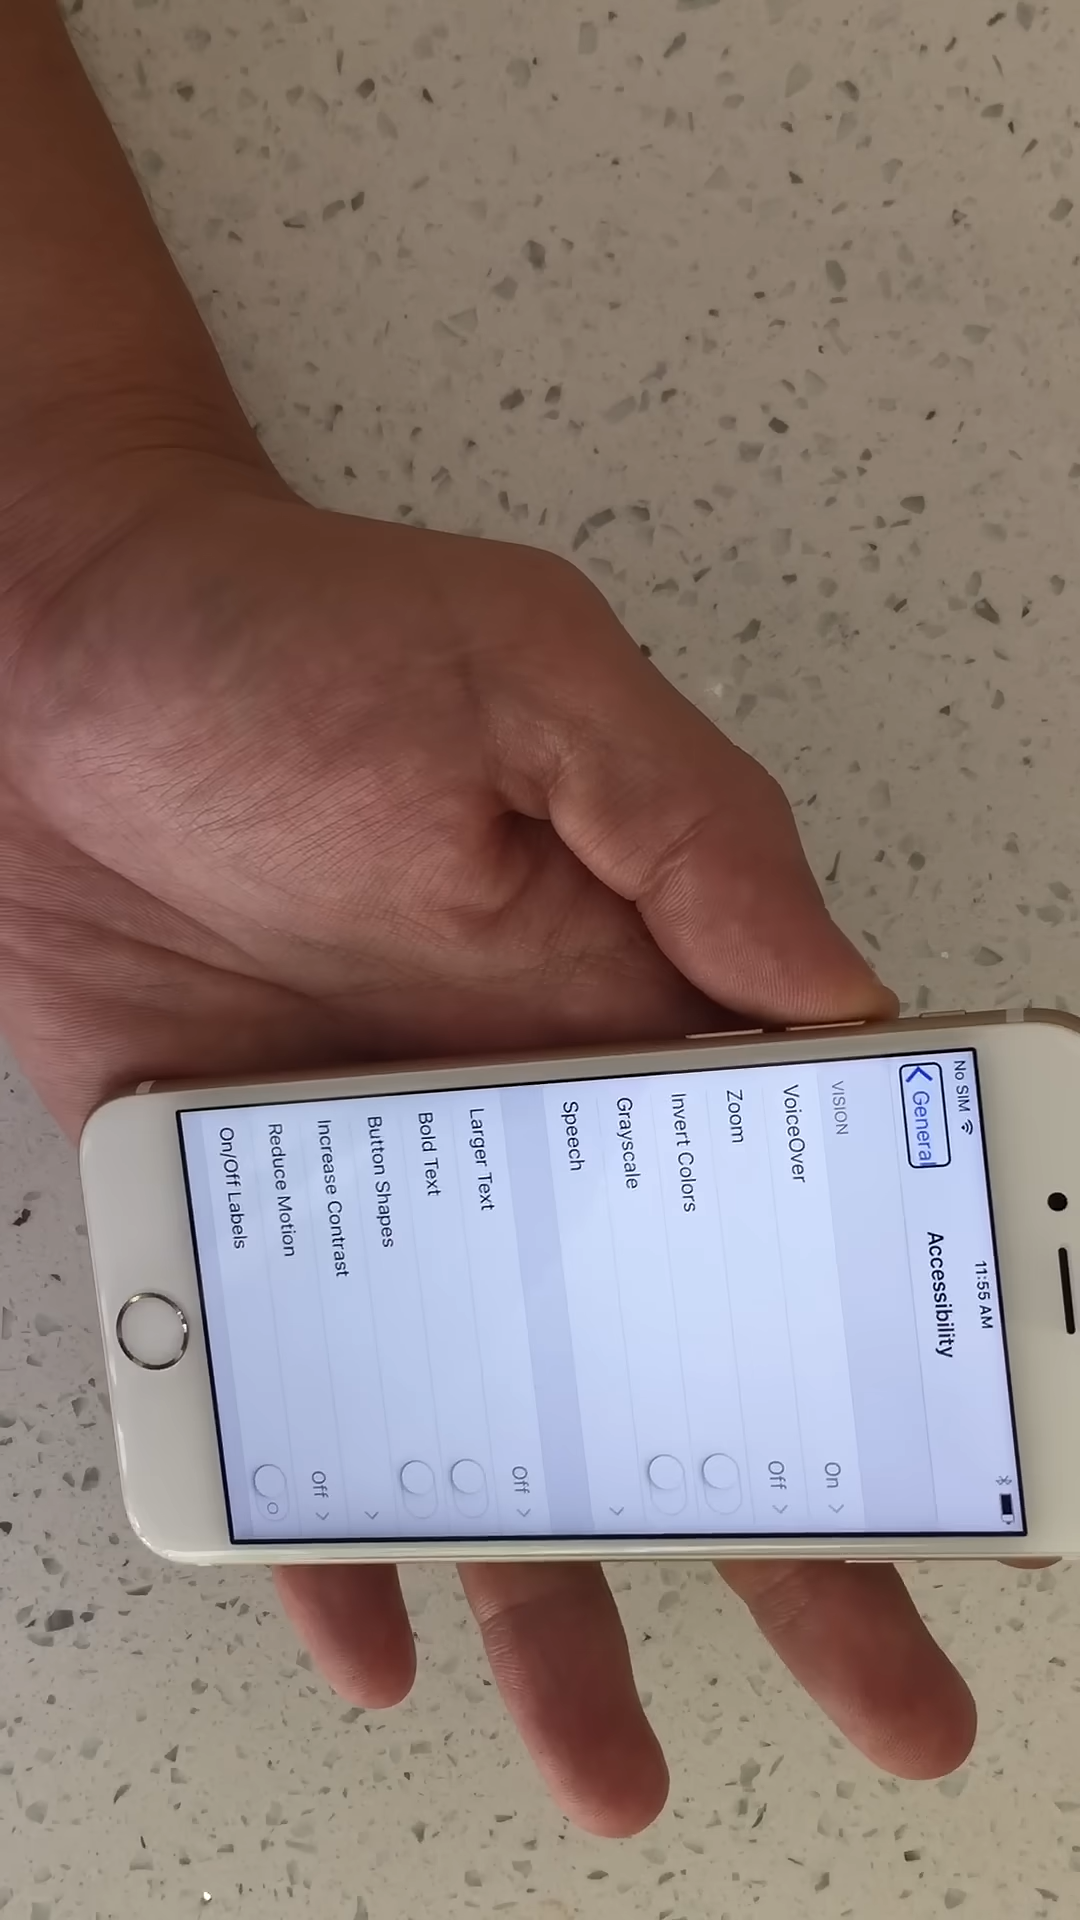 No SIM 11:55 AM
General Accessibility
VISION
VoiceOver On
Zoom Off
Invert Colors
Grayscale
Speech
Larger Text Off
Bold Text
Button Shapes
Increase Contrast
Reduce Motion Off
On/Off Labels